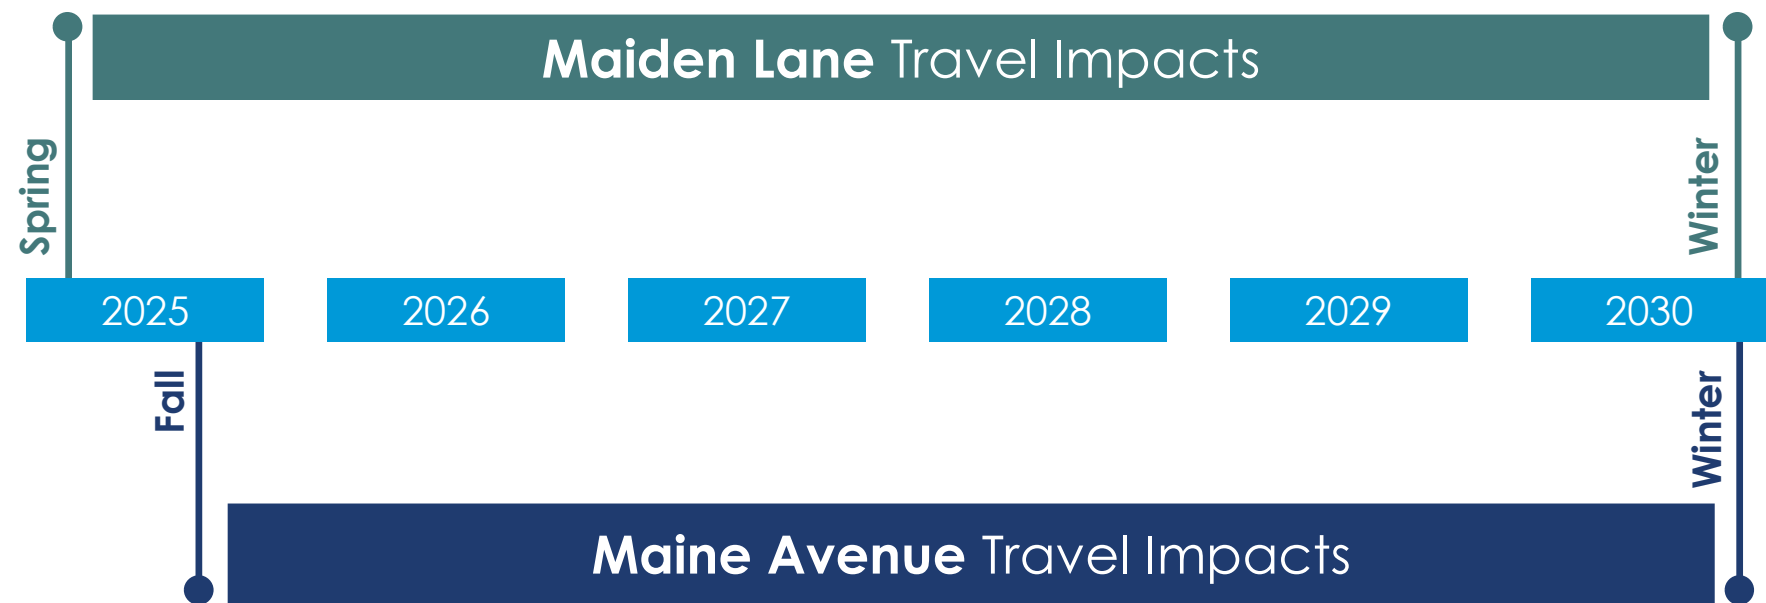 Maiden Lane Travel Impacts
Spring
Winter
2025
2026
2027
2028
2029
2030
Fall
Winter
Maine Avenue Travel Impacts